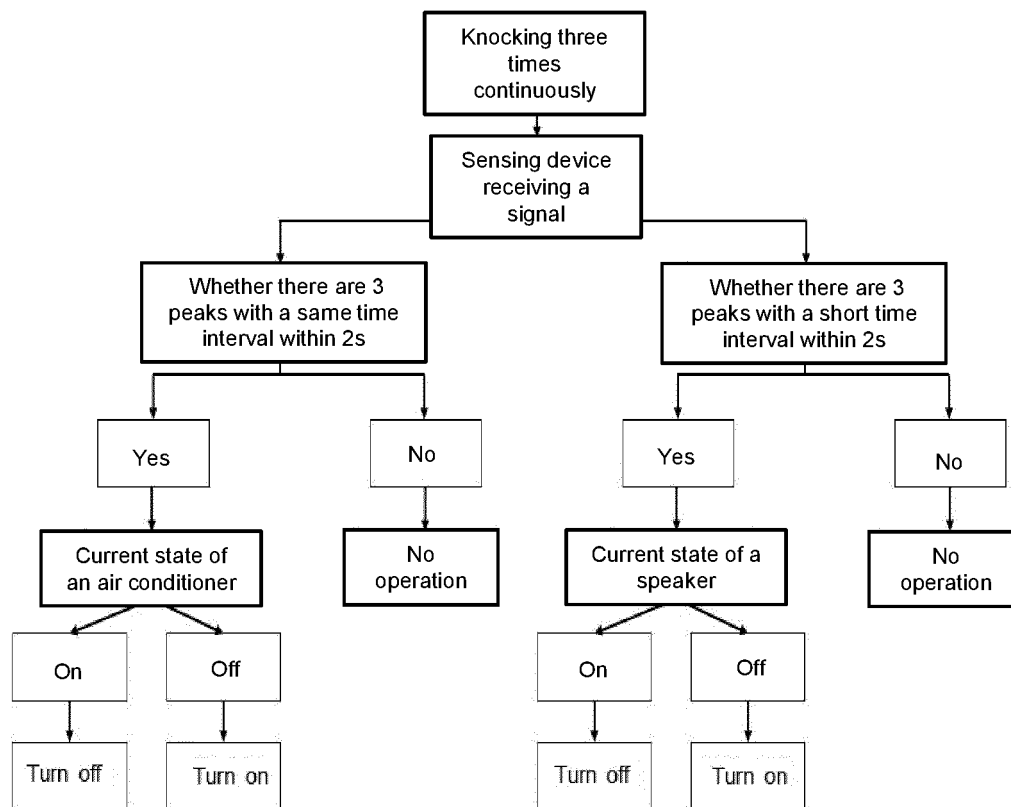 Knocking three
times
continuously
Sensing device
receiving a
signal
Whether there are 3
peaks with a same time
interval within 2s
Whether there are 3
peaks with a short time
interval within 2s
Yes
No
Yes
No
Current state of
an air conditioner
No
operation
Current state of a
speaker
No
operation
On
Off
On
Off
Turn off
Turn on
Turn off
Turn on